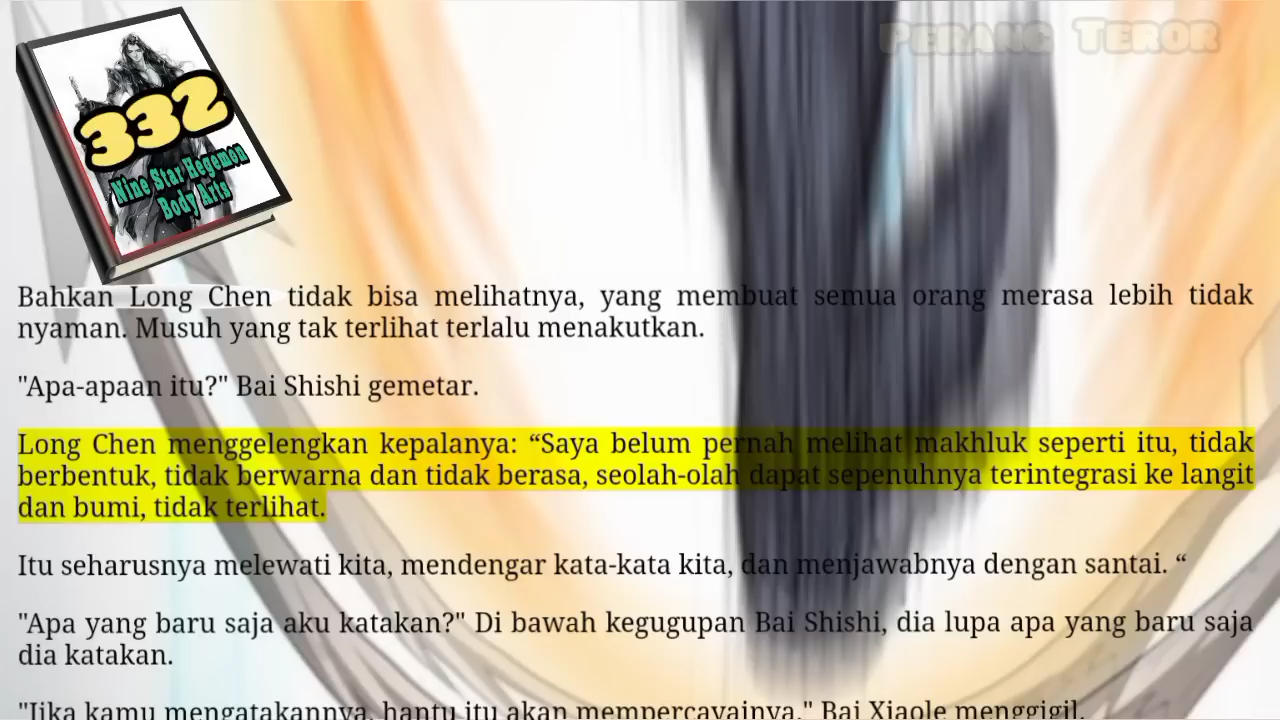 Perang Teror
332
Nine Star Hegemon
Body Arts
Bahkan Long Chen tidak bisa melihatnya, yang membuat semua orang merasa lebih tidak
nyaman. Musuh yang tak terlihat terlalu menakutkan.
"Apa-apaan itu?" Bai Shishi gemetar.
Long Chen menggelengkan kepalanya: “Saya belum pernah melihat makhluk seperti itu, tidak
berbentuk, tidak berwarna dan tidak berasa, seolah-olah dapat sepenuhnya terintegrasi ke langit
dan bumi, tidak terlihat.
Itu seharusnya melewati kita, mendengar kata-kata kita, dan menjawabnya dengan santai. “
"Apa yang baru saja aku katakan?" Di bawah kegugupan Bai Shishi, dia lupa apa yang baru saja
dia katakan.
"Jika kamu mengatakannya, hantu itu akan mempercayainya." Bai Xiaole menggigil.